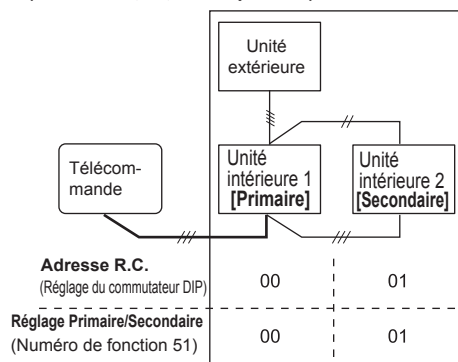 Unité
extérieure
Télécom-
mande
Unité
intérieure 1
[Primaire]
Unité
intérieure 2
[Secondaire]
Adresse R.C.
(Réglage du commutateur DIP)
00
01
Réglage Primaire/Secondaire
(Numéro de fonction 51)
00
01